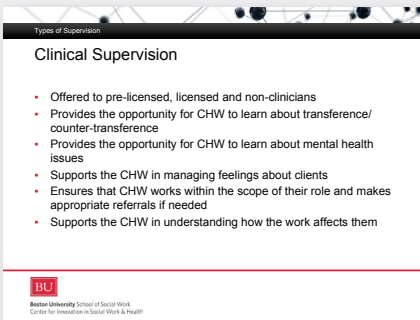 Types of Supervision
Clinical Supervision
• Offered to pre-licensed, licensed and non-clinicians
• Provides the opportunity for CHW to learn about transference/
counter-transference
• Provides the opportunity for CHW to learn about mental health
issues
• Supports the CHW in managing feelings about clients
• Ensures that CHW works within the scope of their role and makes
appropriate referrals if needed
• Supports the CHW in understanding how the work affects them
BU
Boston University School of Social Work
Center for Innovation in Social Work & Health